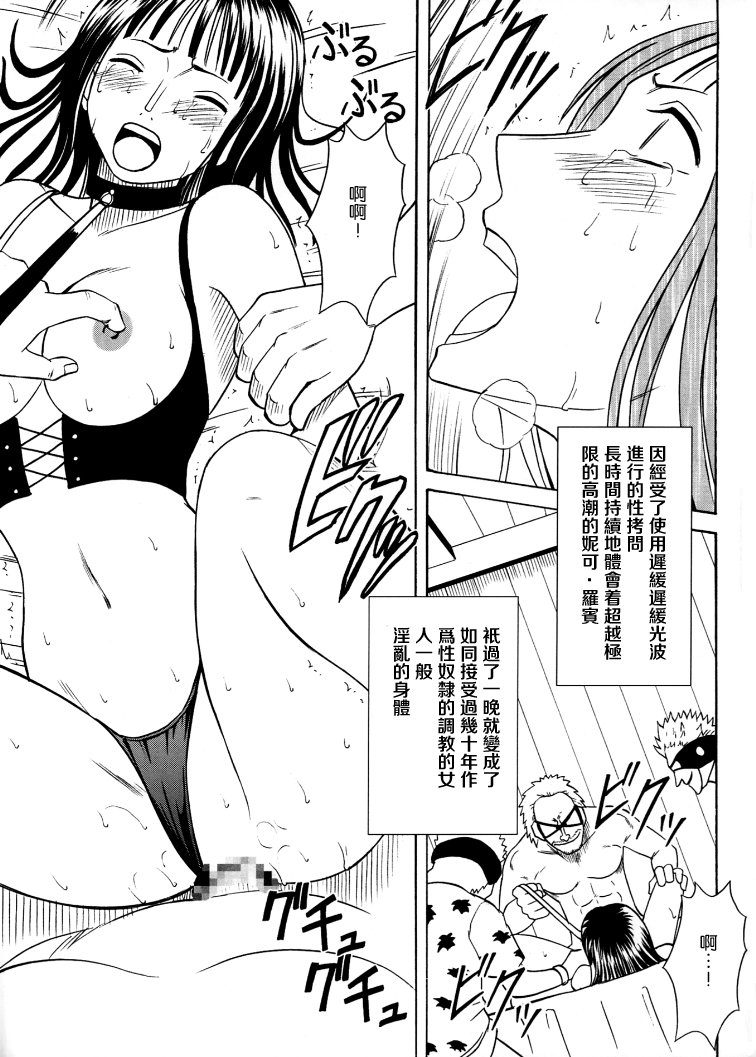 ビクッ
因經受了使用遲緩遲緩光波
進行的性拷問
長時間持續地體會着超越極
限的高潮的妮可·羅賓
ビクッ
ビクッ
啊…!
ぶる
ぶる
啊啊!
ビクッ
衹過了一晚就變成了
如同接受過幾十年作
爲性奴隸的調教的女
人一般
淫亂的身體
グチュ
グチュ